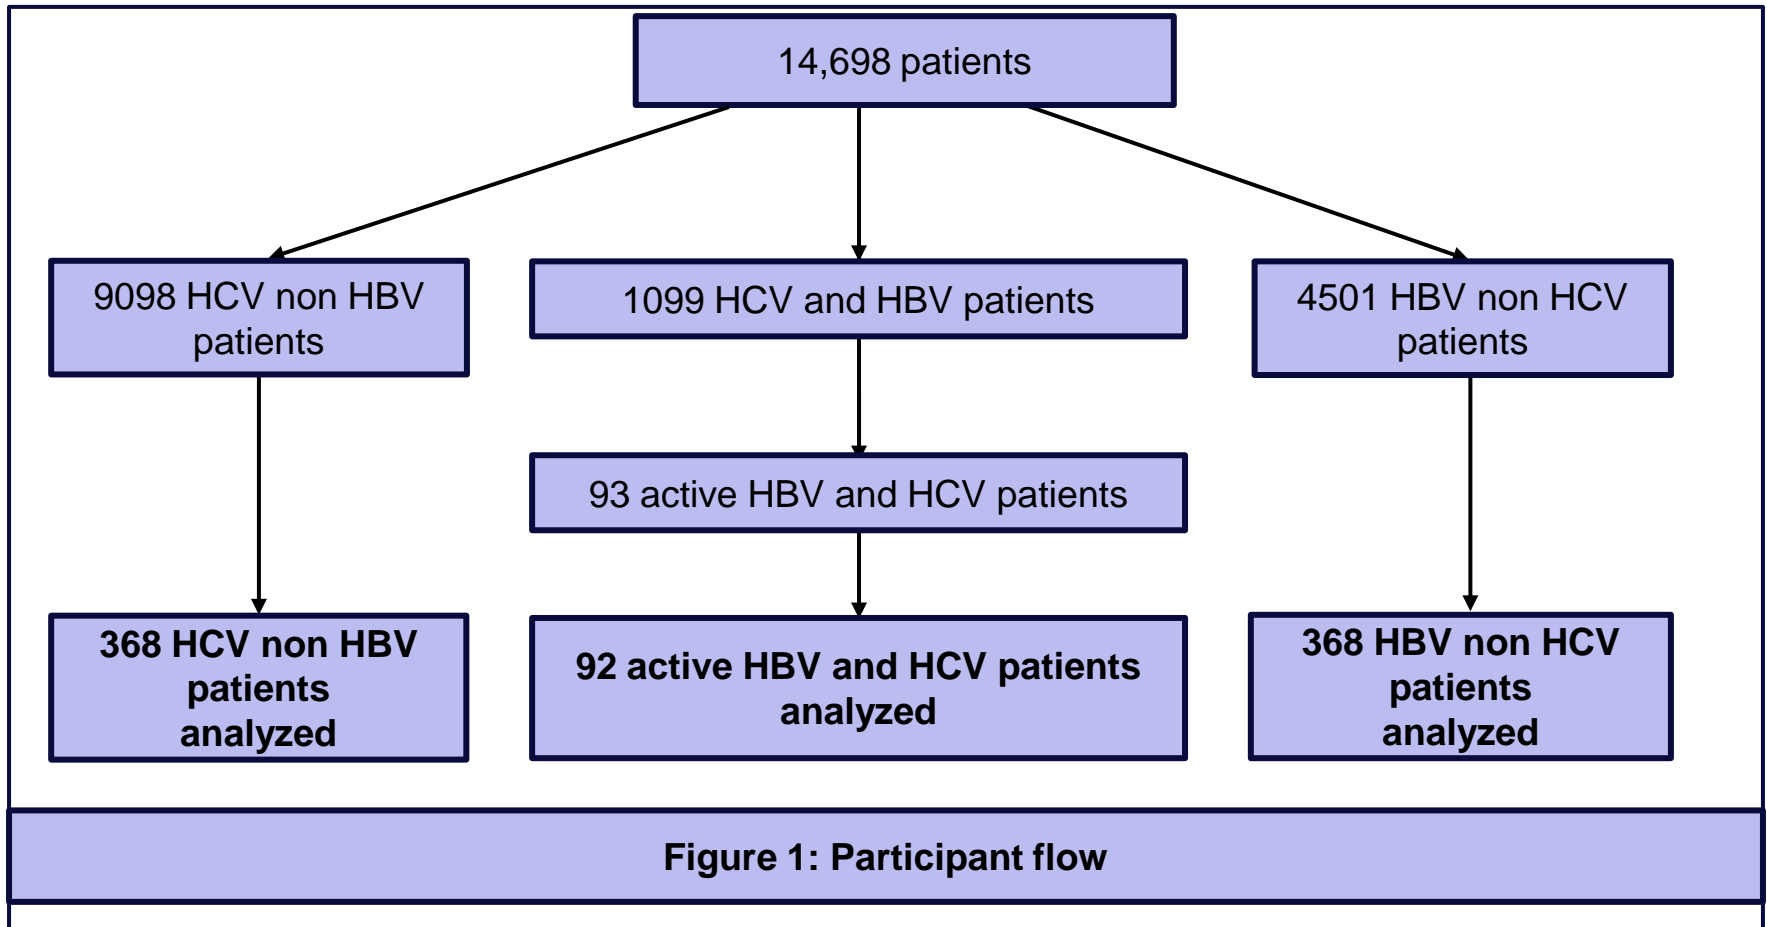 14,698 patients
9098 HCV non HBV
patients
1099 HCV and HBV patients
4501 HBV non HCV
patients
93 active HBV and HCV patients
368 HCV non HBV
patients
analyzed
92 active HBV and HCV patients
analyzed
368 HBV non HCV
patients
analyzed
Figure 1: Participant flow